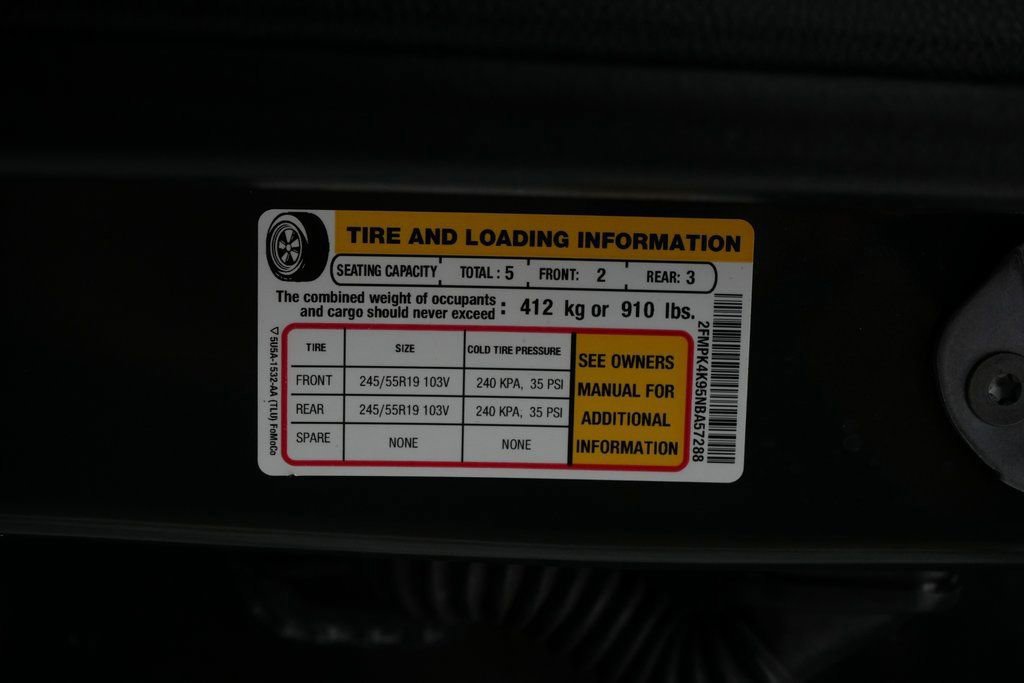 TIRE AND LOADING INFORMATION
SEATING CAPACITY TOTAL : 5 FRONT: 2 REAR: 3
The combined weight of occupants
and cargo should never exceed : 412 kg or 910 lbs.
TIRE SIZE COLD TIRE PRESSURE
FRONT 245/55R19 103V 240 KPA, 35 PSI
REAR 245/55R19 103V 240 KPA, 35 PSI
SPARE NONE NONE
SEE OWNERS
MANUAL FOR
ADDITIONAL
INFORMATION
2FMPK4K95NBA57288
5U5A-1532-AA (TLU) FoMoCo